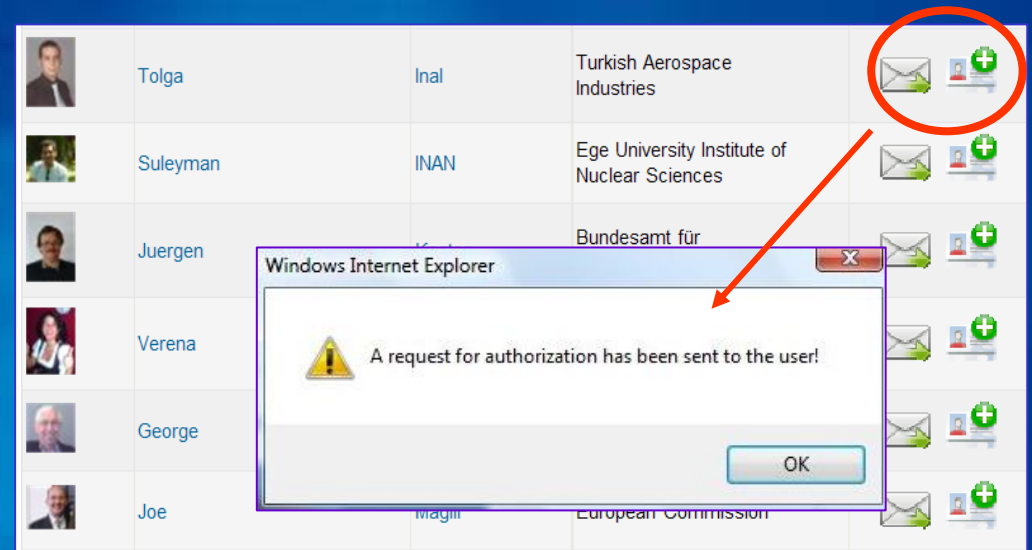 Tolga Inal Turkish Aerospace
Industries
Suleyman INAN Ege University Institute of
Nuclear Sciences
Juergen Bundesamt für
Windows Internet Explorer
Verena
A request for authorization has been sent to the user!
George
OK
Joe Magill European Commission